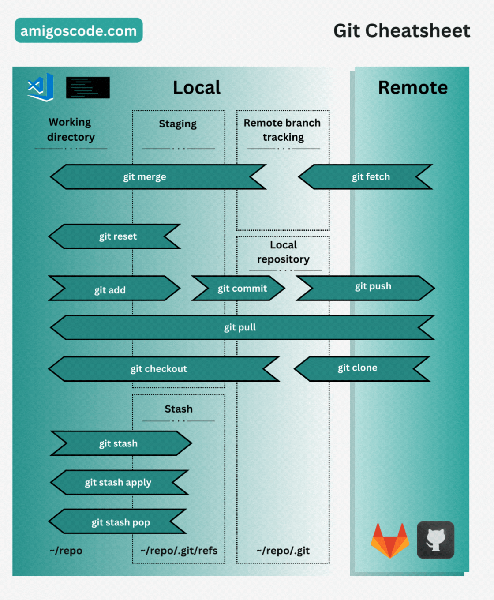 amigoscode.com
Git Cheatsheet
Local
Remote
Working
directory
Staging
Remote branch
tracking
git merge
git fetch
git reset
Local
repository
git add
git commit
git push
git pull
git checkout
git clone
Stash
git stash
git stash apply
git stash pop
~/repo
~/repo/.git/refs
~/repo/.git